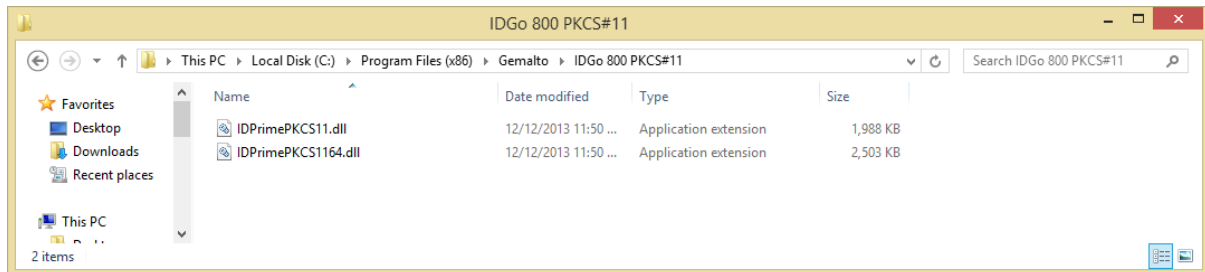 IDGo 800 PKCS#11
This PC Local Disk (C:) Program Files (x86) Gemalto IDGo 800 PKCS#11 Search IDGo 800 PKCS#11
Favorites Name Date modified Type Size
Desktop IDPrimePKCS11.dll 12/12/2013 11:50 ... Application extension 1,988 KB
Downloads IDPrimePKCS1164.dll 12/12/2013 11:50 ... Application extension 2,503 KB
Recent places
This PC
2 items